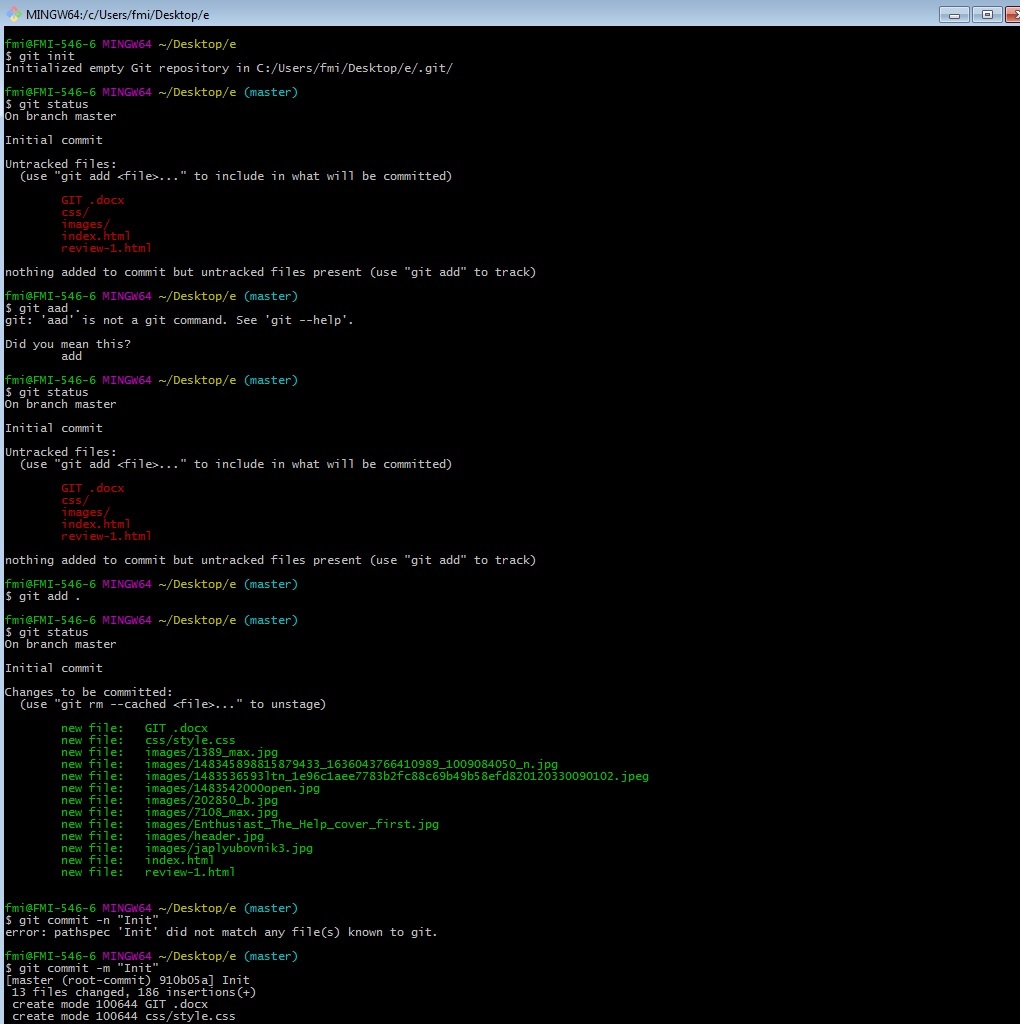 MINGW64:/c/Users/fmi/Desktop/e
fmi@FMI-546-6 MINGW64 ~/Desktop/e
$ git init
Initialized empty Git repository in C:/Users/fmi/Desktop/e/.git/
fmi@FMI-546-6 MINGW64 ~/Desktop/e (master)
$ git status
On branch master
Initial commit
Untracked files:
(use "git add <file>..." to include in what will be committed)
GIT .docx
css/
images/
index.html
review-1.html
nothing added to commit but untracked files present (use "git add" to track)
fmi@FMI-546-6 MINGW64 ~/Desktop/e (master)
$ git aad .
git: 'aad' is not a git command. See 'git --help'.
Did you mean this?
add
fmi@FMI-546-6 MINGW64 ~/Desktop/e (master)
$ git status
On branch master
Initial commit
Untracked files:
(use "git add <file>..." to include in what will be committed)
GIT .docx
css/
images/
index.html
review-1.html
nothing added to commit but untracked files present (use "git add" to track)
fmi@FMI-546-6 MINGW64 ~/Desktop/e (master)
$ git add .
fmi@FMI-546-6 MINGW64 ~/Desktop/e (master)
$ git status
On branch master
Initial commit
Changes to be committed:
(use "git rm --cached <file>..." to unstage)
new file: GIT .docx
new file: css/style.css
new file: images/1389_max.jpg
new file: images/148345898815879433_1636043766410989_1009084050_n.jpg
new file: images/1483536593ltn_1e96c1aee7783b2fc88c69b49b58efd820120330090102.jpeg
new file: images/1483542000open.jpg
new file: images/202850_b.jpg
new file: images/7108_max.jpg
new file: images/Enthusiast_The_Help_cover_first.jpg
new file: images/header.jpg
new file: images/japlyubovnik3.jpg
new file: index.html
new file: review-1.html
fmi@FMI-546-6 MINGW64 ~/Desktop/e (master)
$ git commit -n "Init"
error: pathspec 'Init' did not match any file(s) known to git.
fmi@FMI-546-6 MINGW64 ~/Desktop/e (master)
$ git commit -m "Init"
[master (root-commit) 910b05a] Init
13 files changed, 186 insertions(+)
create mode 100644 GIT .docx
create mode 100644 css/style.css